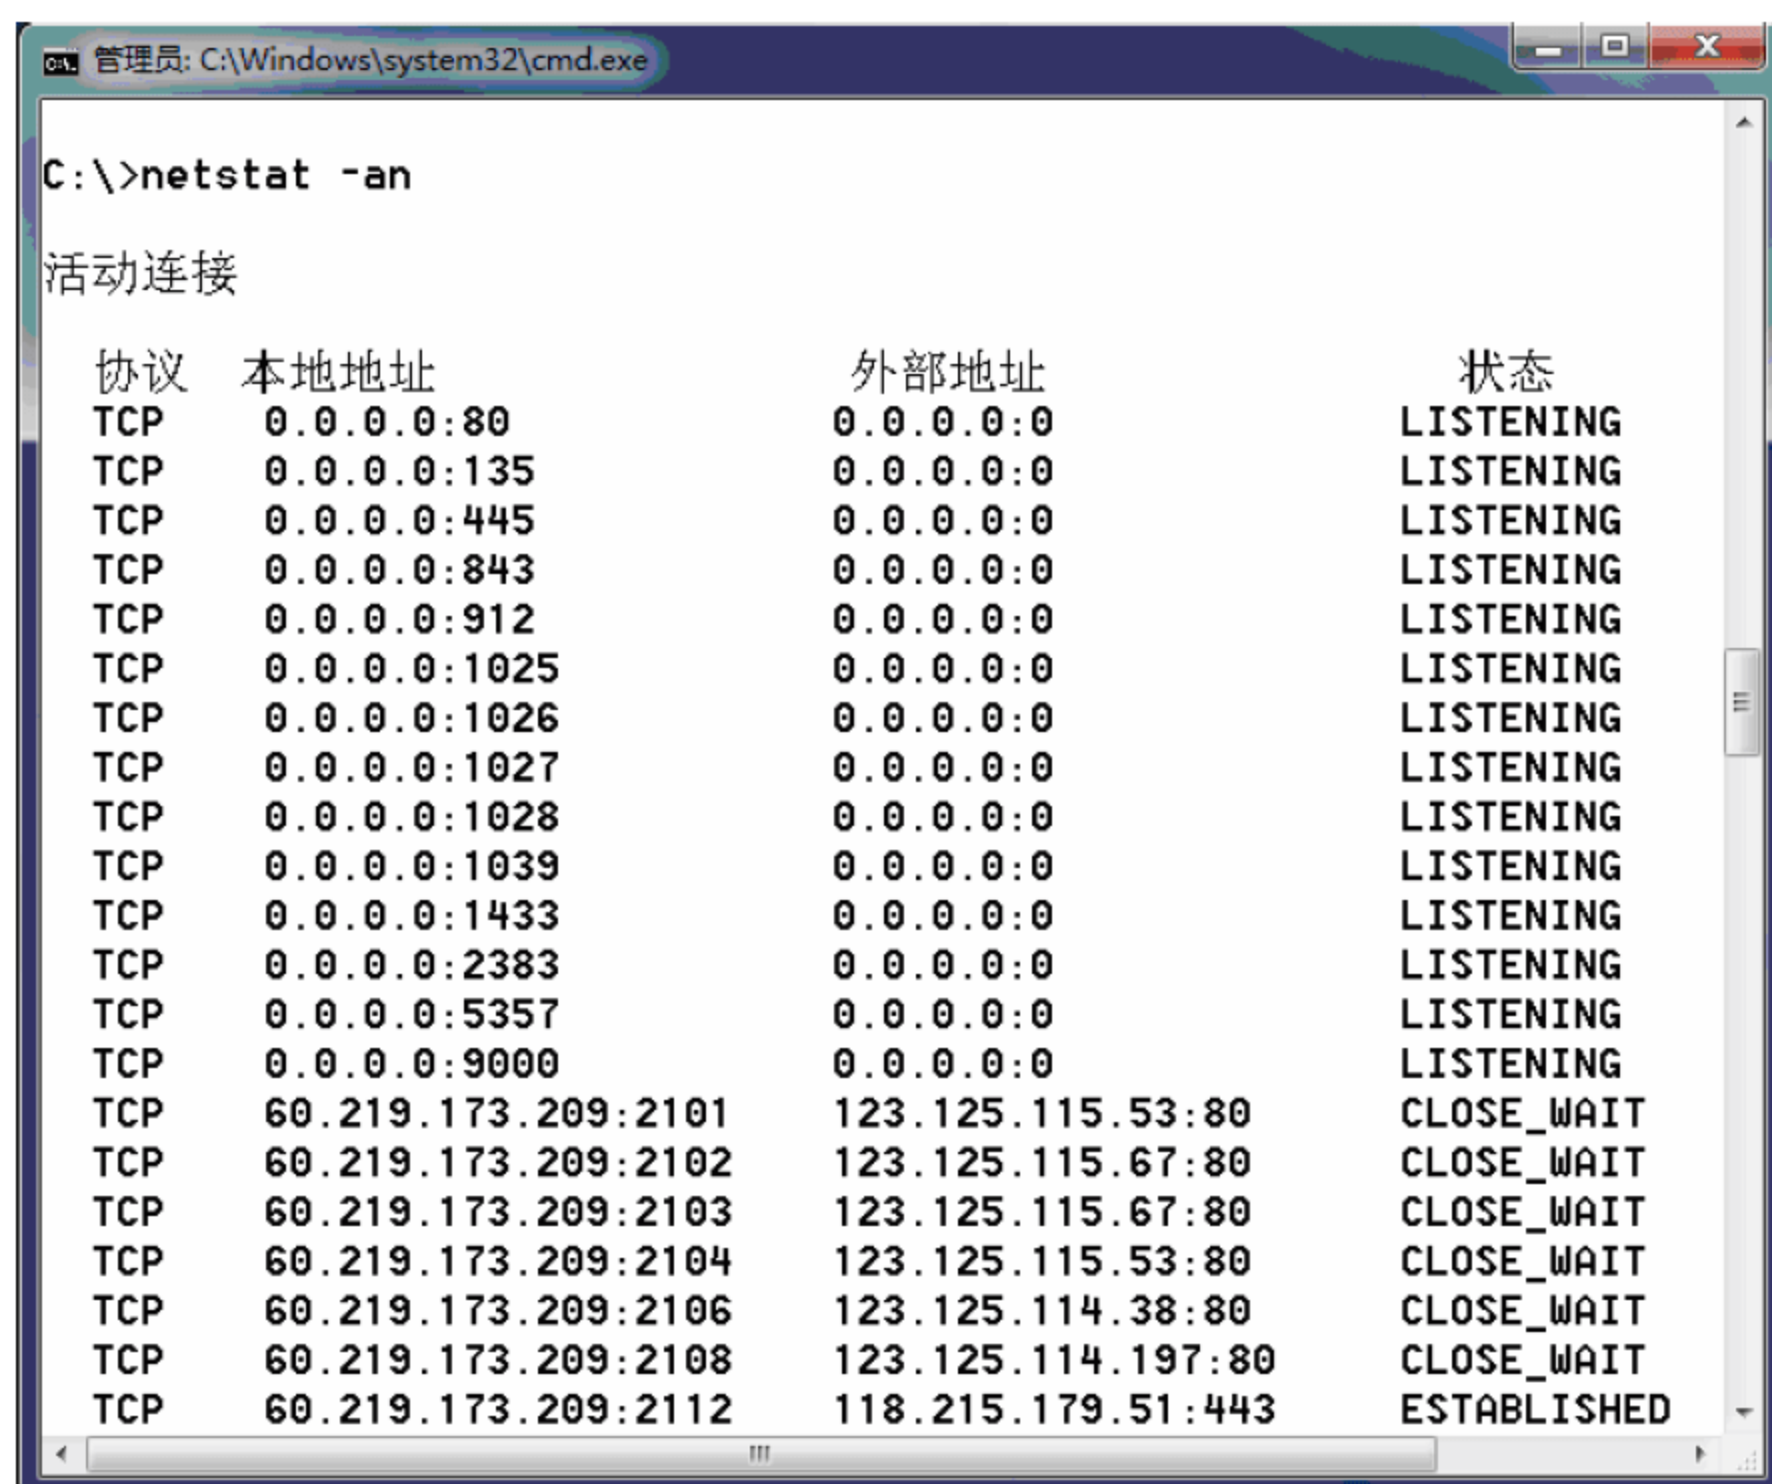 管理员: C:\Windows\system32\cmd.exe
C:\>netstat -an
活动连接
协议 本地地址 外部地址 状态
TCP 0.0.0.0:80 0.0.0.0:0 LISTENING
TCP 0.0.0.0:135 0.0.0.0:0 LISTENING
TCP 0.0.0.0:445 0.0.0.0:0 LISTENING
TCP 0.0.0.0:843 0.0.0.0:0 LISTENING
TCP 0.0.0.0:912 0.0.0.0:0 LISTENING
TCP 0.0.0.0:1025 0.0.0.0:0 LISTENING
TCP 0.0.0.0:1026 0.0.0.0:0 LISTENING
TCP 0.0.0.0:1027 0.0.0.0:0 LISTENING
TCP 0.0.0.0:1028 0.0.0.0:0 LISTENING
TCP 0.0.0.0:1039 0.0.0.0:0 LISTENING
TCP 0.0.0.0:1433 0.0.0.0:0 LISTENING
TCP 0.0.0.0:2383 0.0.0.0:0 LISTENING
TCP 0.0.0.0:5357 0.0.0.0:0 LISTENING
TCP 0.0.0.0:9000 0.0.0.0:0 LISTENING
TCP 60.219.173.209:2101 123.125.115.53:80 CLOSE_WAIT
TCP 60.219.173.209:2102 123.125.115.67:80 CLOSE_WAIT
TCP 60.219.173.209:2103 123.125.115.67:80 CLOSE_WAIT
TCP 60.219.173.209:2104 123.125.115.53:80 CLOSE_WAIT
TCP 60.219.173.209:2106 123.125.114.38:80 CLOSE_WAIT
TCP 60.219.173.209:2108 123.125.114.197:80 CLOSE_WAIT
TCP 60.219.173.209:2112 118.215.179.51:443 ESTABLISHED